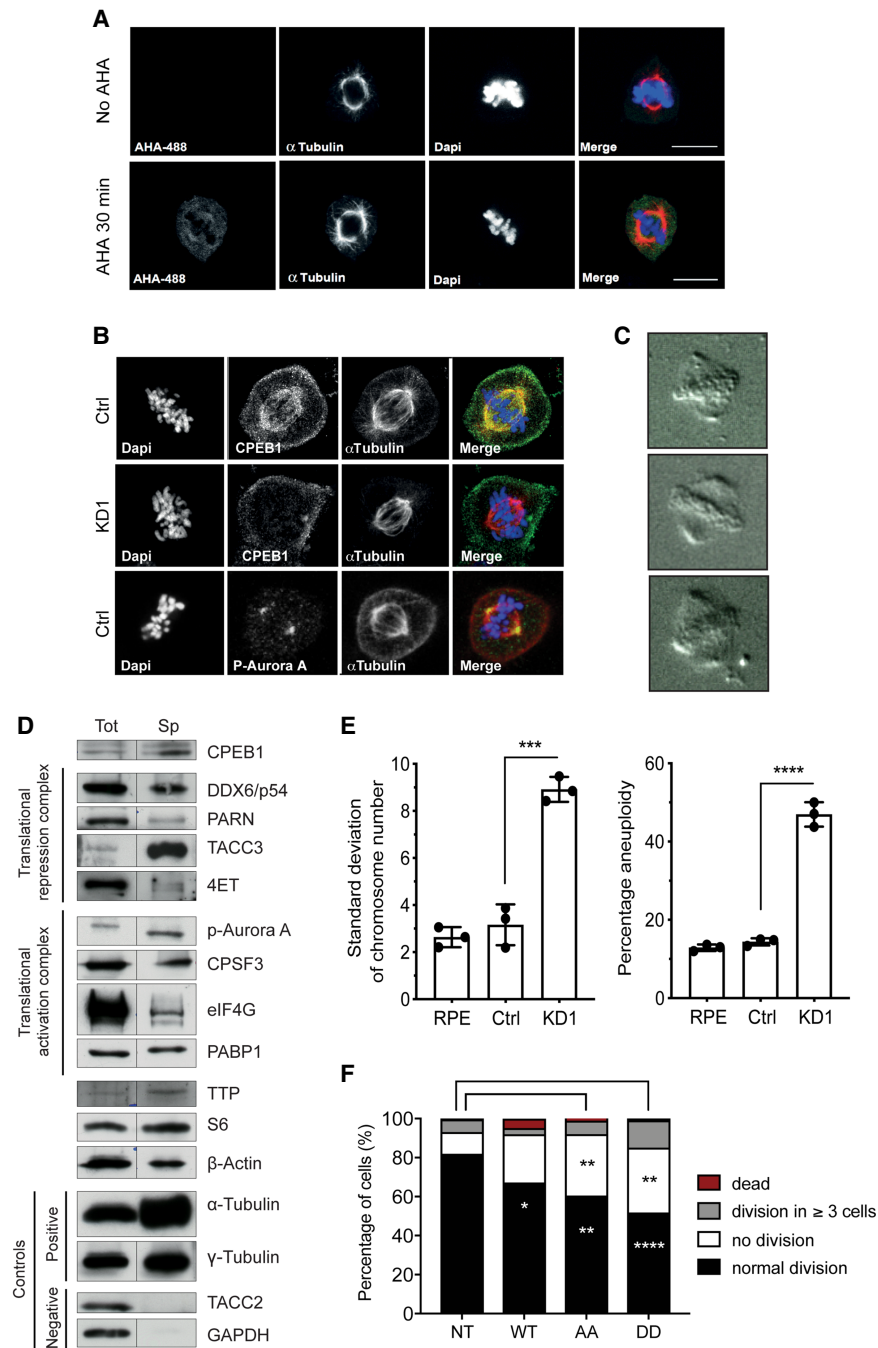 A
No AHA
AHA-488
α Tubulin
Dapi
Merge
AHA 30 min
AHA-488
α Tubulin
Dapi
Merge
B
Ctrl
Dapi
CPEB1
αTubulin
Merge
KD1
Dapi
CPEB1
αTubulin
Merge
Ctrl
Dapi
P-Aurora A
αTubulin
Merge
C
D
Tot
Sp
CPEB1
Translational
repression complex
DDX6/p54
PARN
TACC3
4ET
Translational
activation complex
p-Aurora A
CPSF3
eIF4G
PABP1
TTP
S6
β-Actin
Controls
Positive
α-Tubulin
γ-Tubulin
Negative
TACC2
GAPDH
E
Standard deviation
of chromosome number
10
8
6
4
2
0
***
RPE
Ctrl
KD1
Percentage aneuploidy
60
40
20
0
****
RPE
Ctrl
KD1
F
Percentage of cells (%)
100
80
60
40
20
0
*
**
**
**
****
NT
WT
AA
DD
dead
division in ≥ 3 cells
no division
normal division